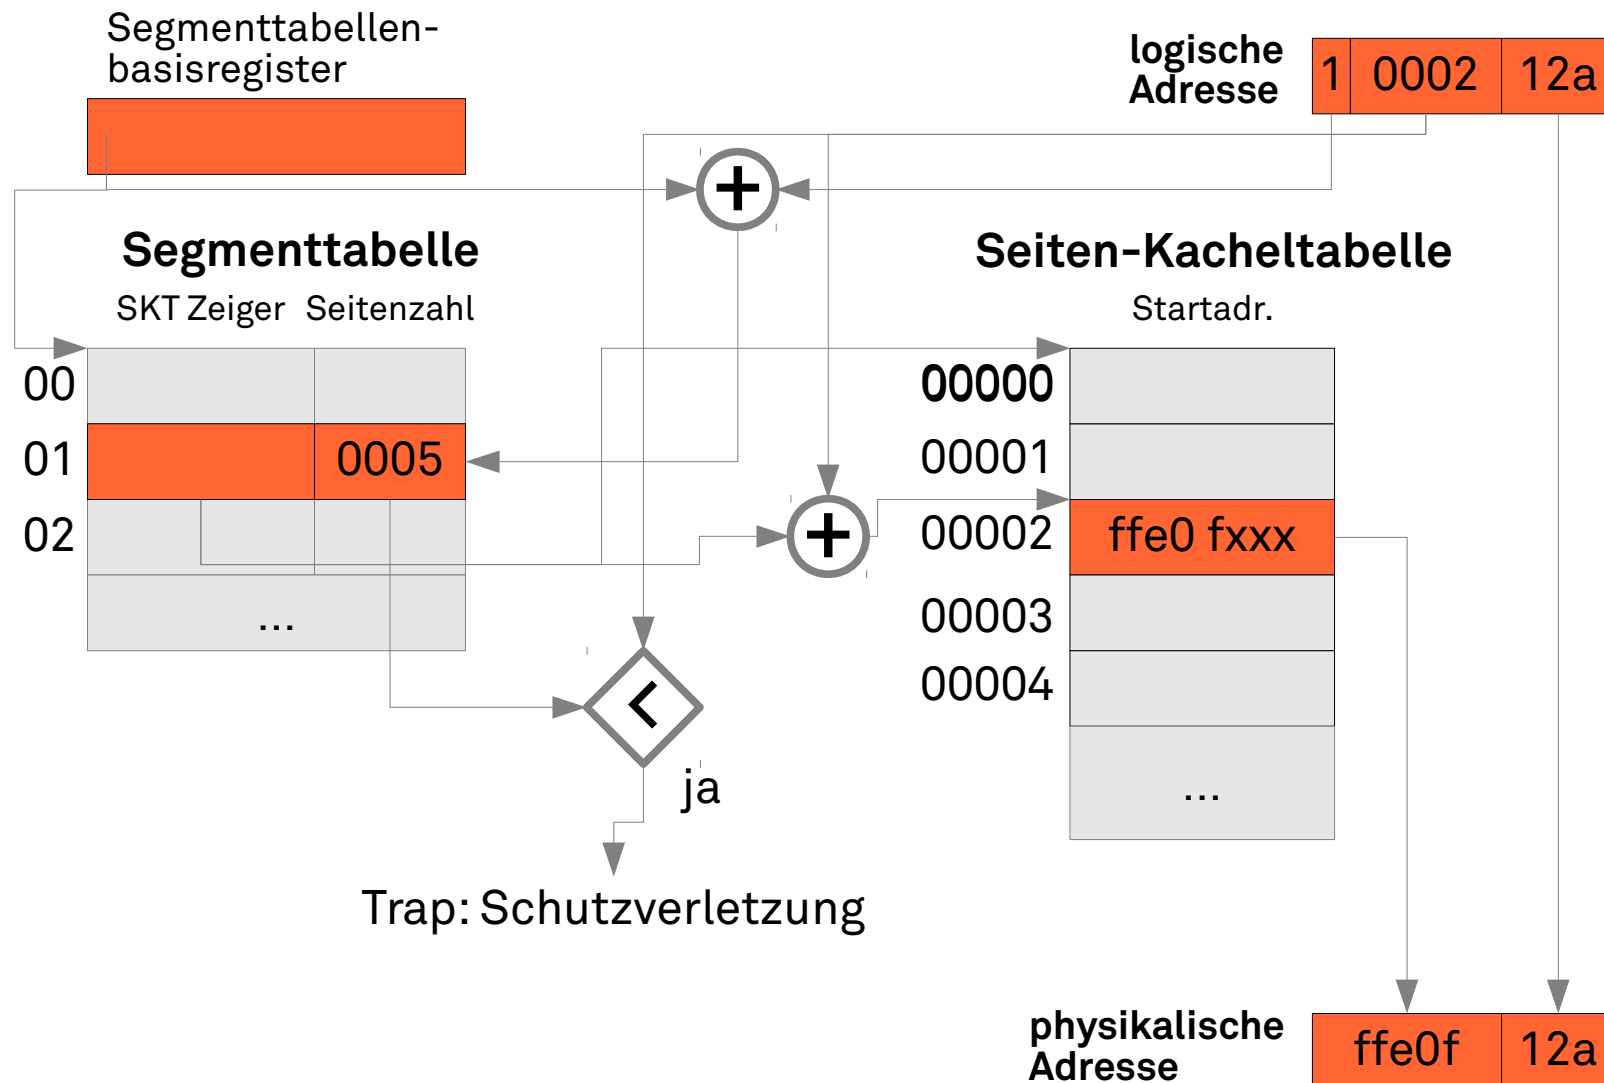 Segmenttabellen-
basisregister
logische
Adresse
1 0002 12a
+
Segmenttabelle
SKT Zeiger Seitenzahl
00
01 0005
02
...
Seiten-Kacheltabelle
Startadr.
00000
00001
00002 ffe0 fxxx
00003
00004
...
+
<
ja
Trap: Schutzverletzung
physikalische
Adresse
ffe0f 12a